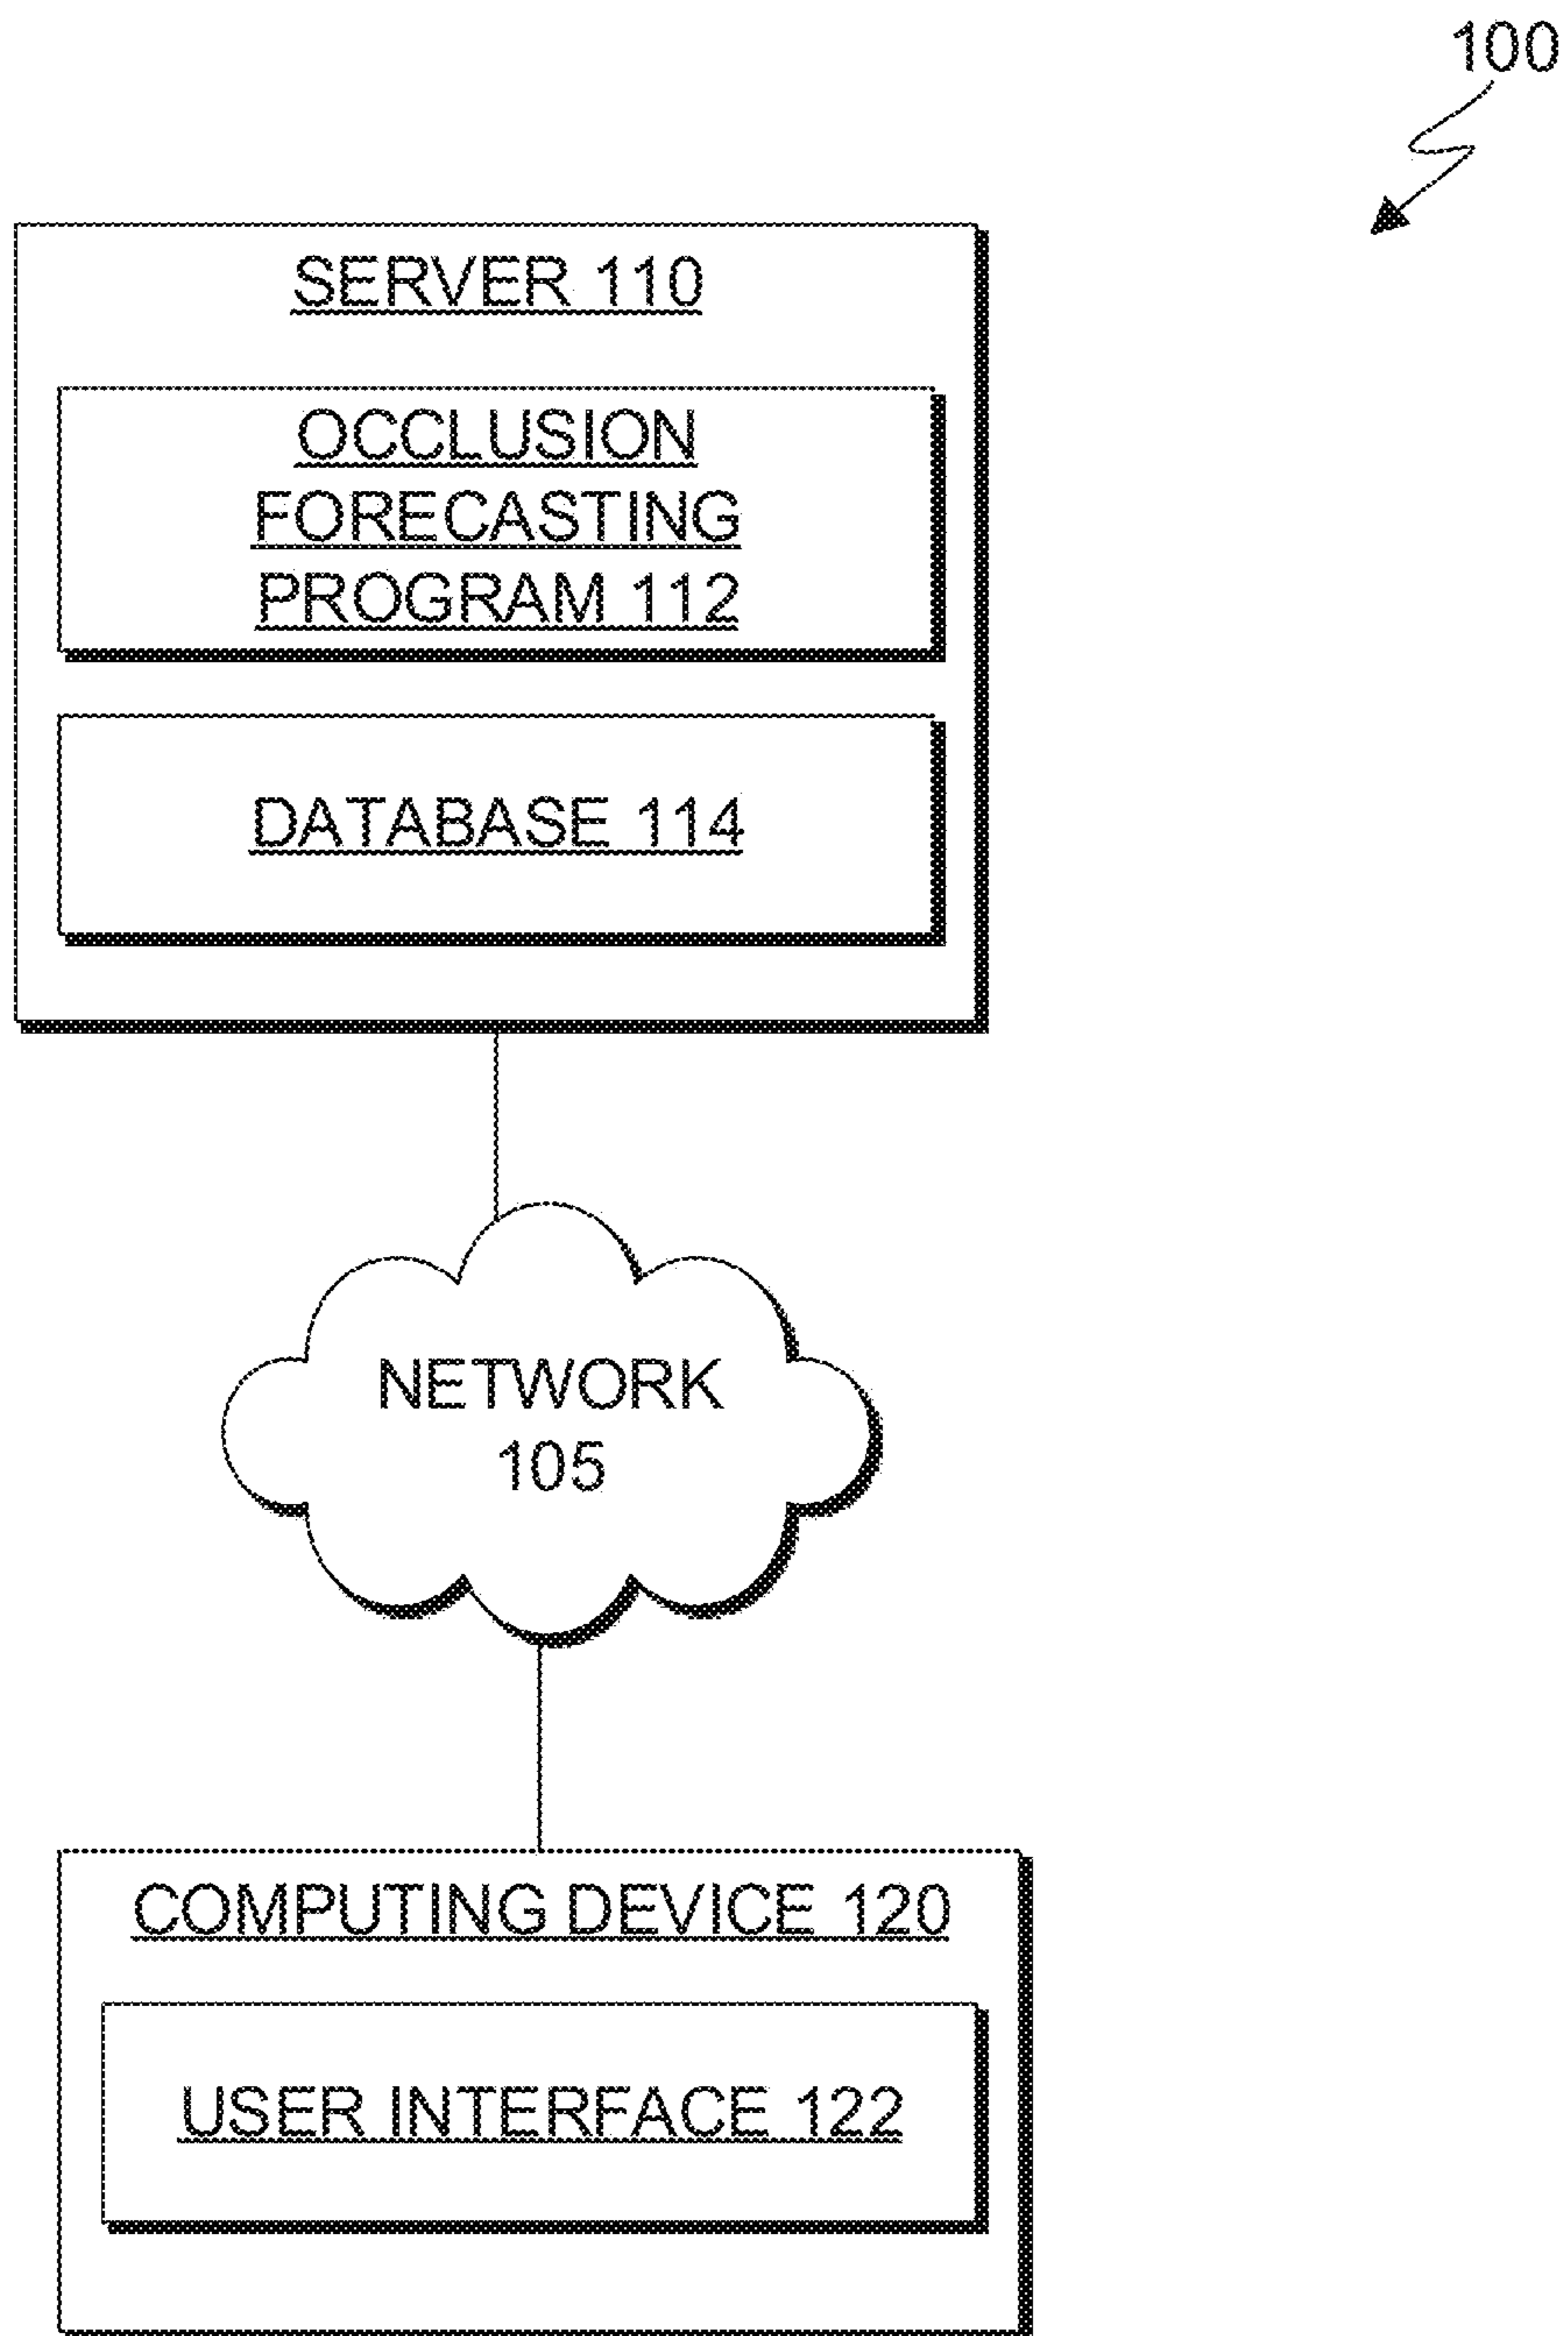 100
SERVER 110
OCCLUSION
FORECASTING
PROGRAM 112
DATABASE 114
NETWORK
105
COMPUTING DEVICE 120
USER INTERFACE 122